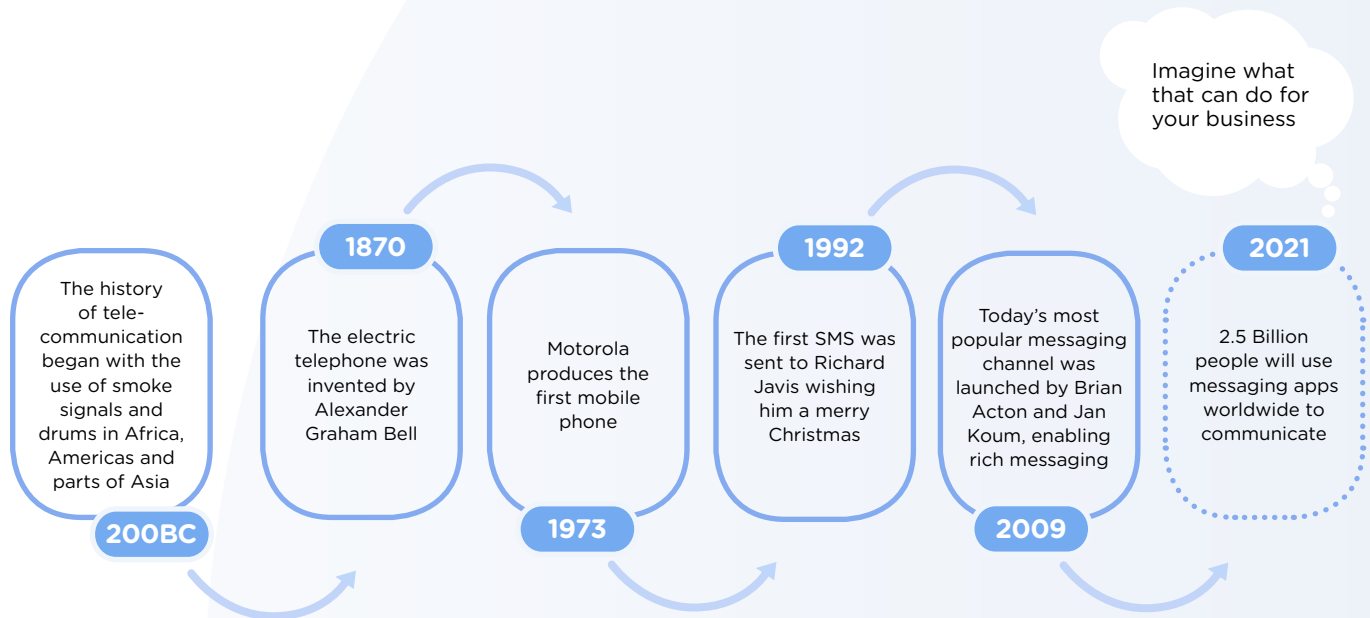 Imagine what
that can do for
your business
The history
of tele-
communication
began with the
use of smoke
signals and
drums in Africa,
Americas and
parts of Asia
200BC
1870
The electric
telephone was
invented by
Alexander
Graham Bell
Motorola
produces the
first mobile
phone
1973
1992
The first SMS was
sent to Richard
Javis wishing
him a merry
Christmas
Today's most
popular messaging
channel was
launched by Brian
Acton and Jan
Koum, enabling
rich messaging
2009
2021
2.5 Billion
people will use
messaging apps
worldwide to
communicate